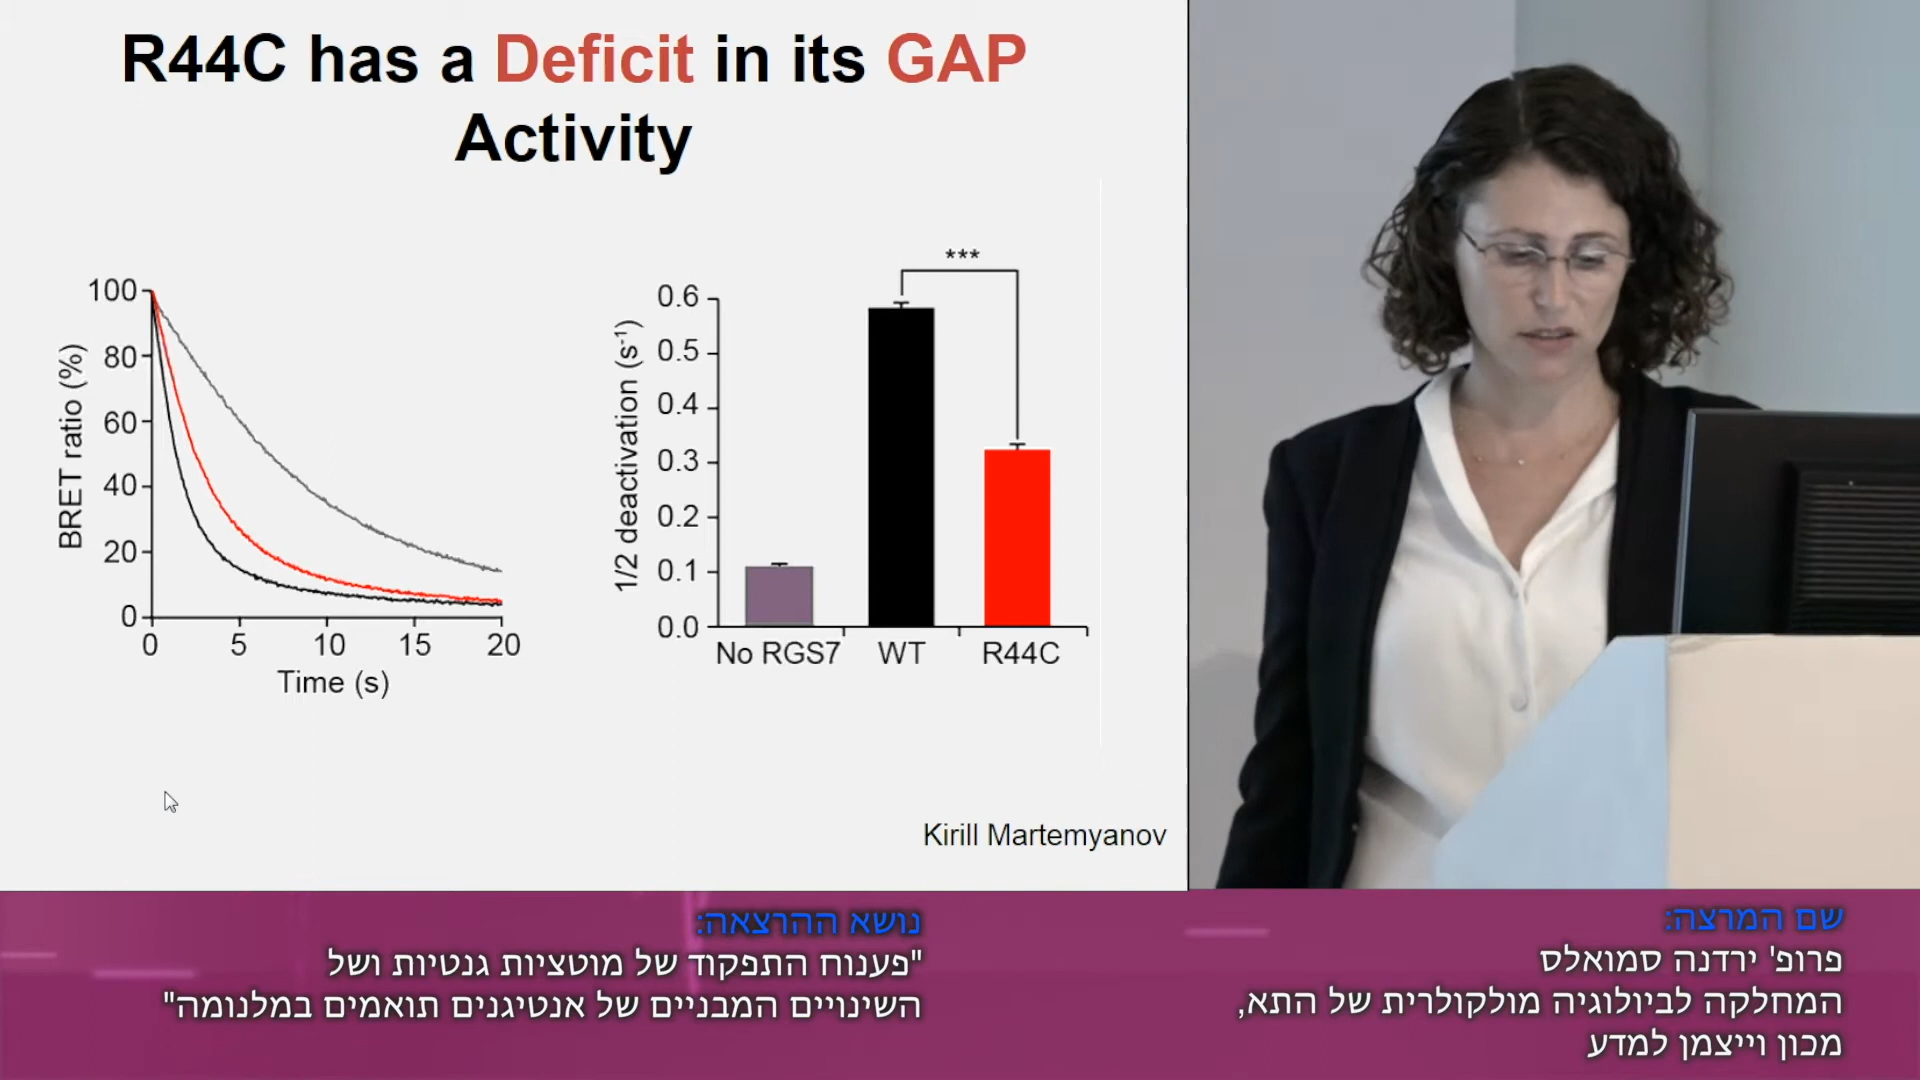 R44C has a Deficit in its GAP
Activity
100
80
60
40
20
0
BRET ratio (%)
0 5 10 15 20
Time (s)
***
0.6
0.5
0.4
0.3
0.2
0.1
0.0
1/2 deactivation (s-1)
No RGS7 WT R44C
Kirill Martemyanov
שם המרצה:
פרופ' ירדנה סמואלס
המחלקה לביולוגיה מולקולרית של התא,
מכון וייצמן למדע
נושא ההרצאה:
"פענוח התפקוד של מוטציות גנטיות ושל
השינויים המבניים של אנטיגנים תואמים במלנומה"